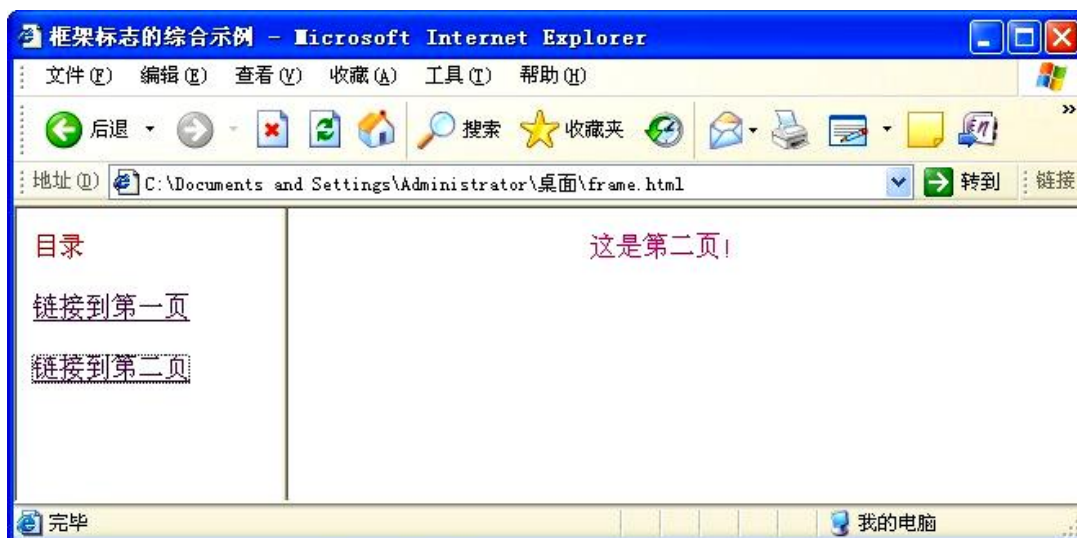 框架标志的综合示例 - Microsoft Internet Explorer
文件(F) 编辑(E) 查看(V) 收藏(A) 工具(T) 帮助(H)
后退 搜索 收藏夹 »
地址(D) C:\Documents and Settings\Administrator\桌面\frame.html 转到 链接
目录 这是第二页!
链接到第一页
链接到第二页
完毕 我的电脑